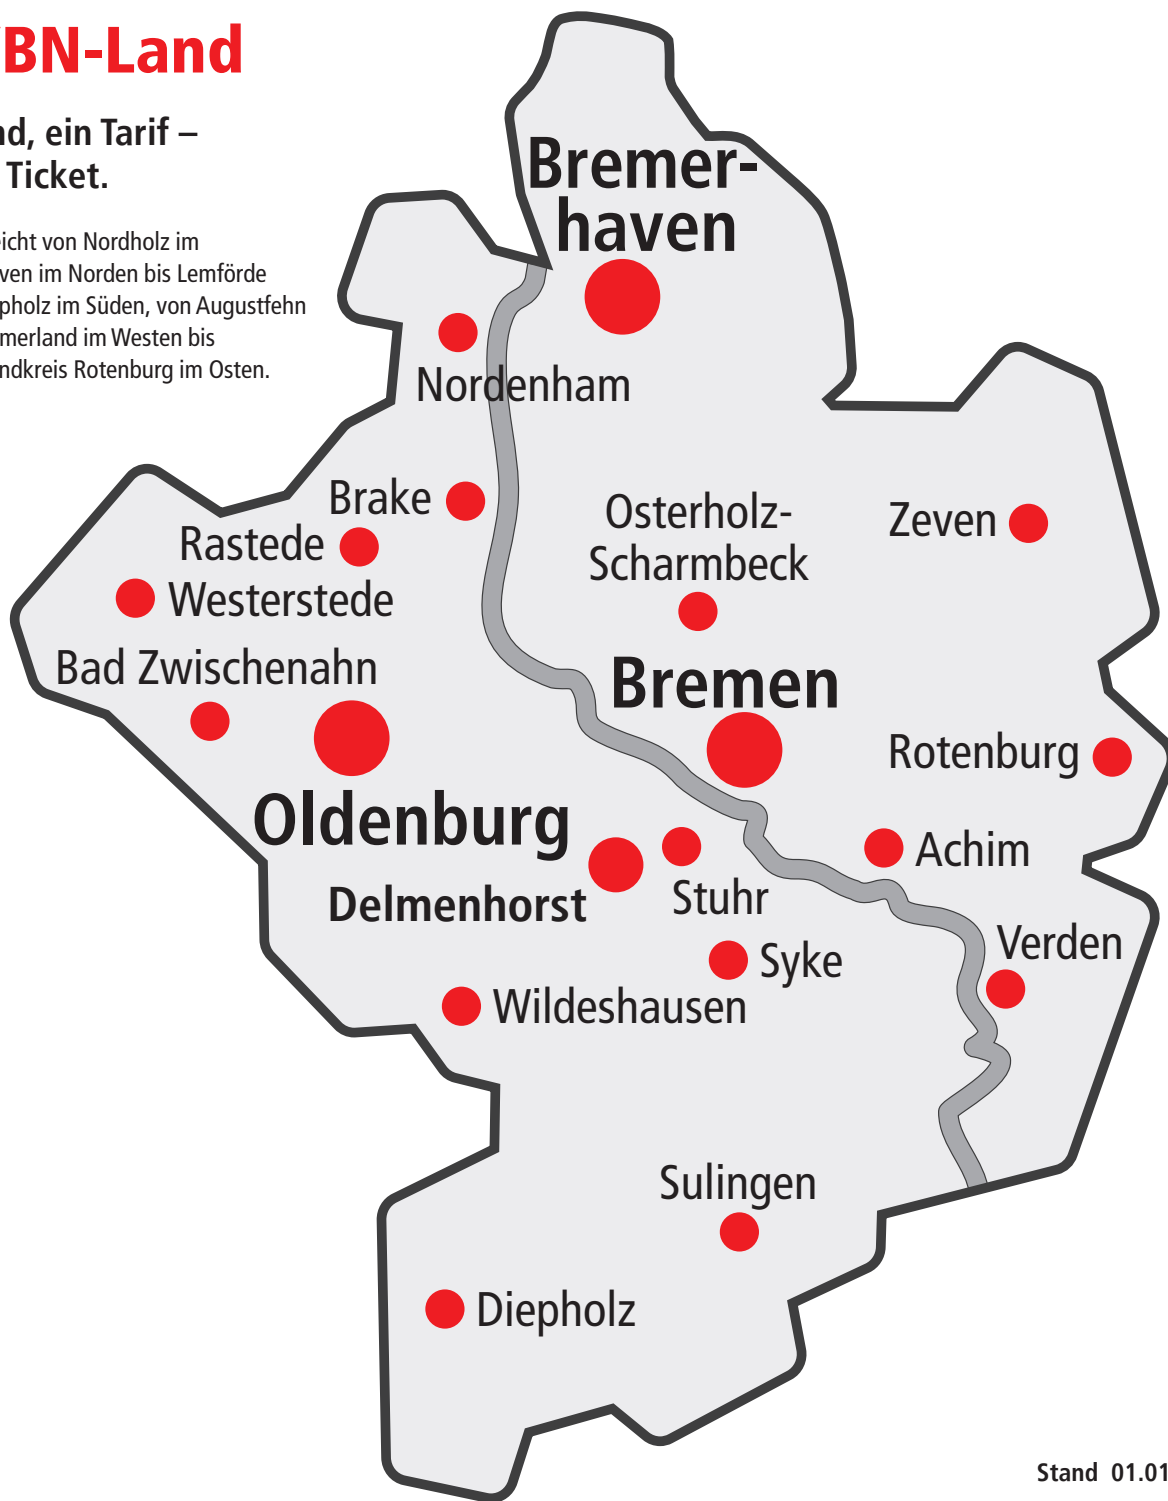 BN-Land
nd, ein Tarif –
Ticket.
eicht von Nordholz im
ven im Norden bis Lemförde
pholz im Süden, von Augustfehn
merland im Westen bis
ndkreis Rotenburg im Osten.
Bremer-
haven
Nordenham
Brake
Rastede
Westerstede
Bad Zwischenahn
Osterholz-
Scharmbeck
Zeven
Bremen
Rotenburg
Oldenburg
Delmenhorst
Stuhr
Achim
Syke
Verden
Wildeshausen
Sulingen
Diepholz
Stand 01.01